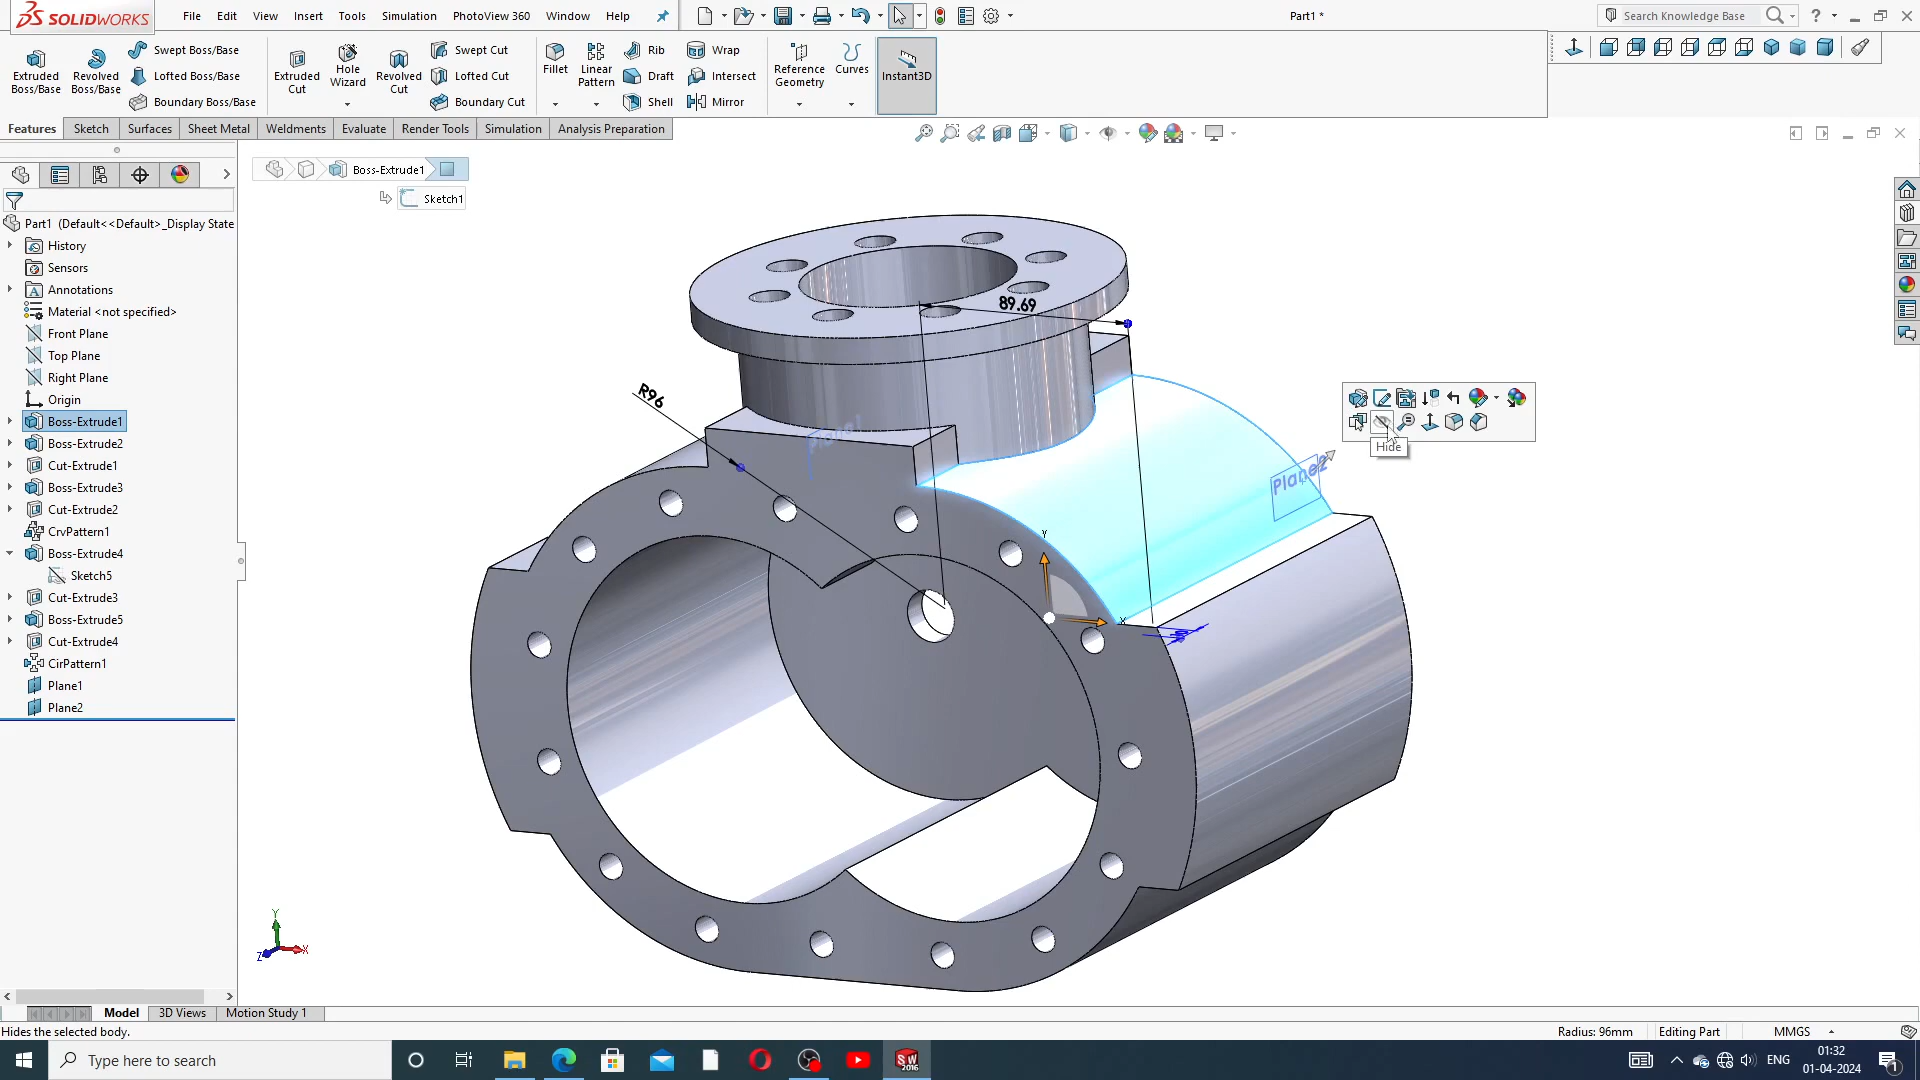 SOLIDWORKS
File Edit View Insert Tools Simulation PhotoView 360 Window Help
Part1 *
Search Knowledge Base
Extruded Boss/Base
Revolved Boss/Base
Swept Boss/Base
Lofted Boss/Base
Boundary Boss/Base
Extruded Cut
Hole Wizard
Revolved Cut
Swept Cut
Lofted Cut
Boundary Cut
Fillet
Linear Pattern
Rib
Draft
Shell
Wrap
Intersect
Mirror
Reference Geometry
Curves
Instant3D
Features Sketch Surfaces Sheet Metal Weldments Evaluate Render Tools Simulation Analysis Preparation
Boss-Extrude1
Sketch1
Part1 (Default<<Default>_Display State
History
Sensors
Annotations
Material <not specified>
Front Plane
Top Plane
Right Plane
Origin
Boss-Extrude1
Boss-Extrude2
Cut-Extrude1
Boss-Extrude3
Cut-Extrude2
CrvPattern1
Boss-Extrude4
Sketch5
Cut-Extrude3
Boss-Extrude5
Cut-Extrude4
CirPattern1
Plane1
Plane2
89.69
R96
Plane1
Plane2
Hide
Y
X
Y
X
Z
Model 3D Views Motion Study 1
Hides the selected body.
Radius: 96mm Editing Part MMGS
Type here to search
SW 2016
ENG
01:32
01-04-2024
1